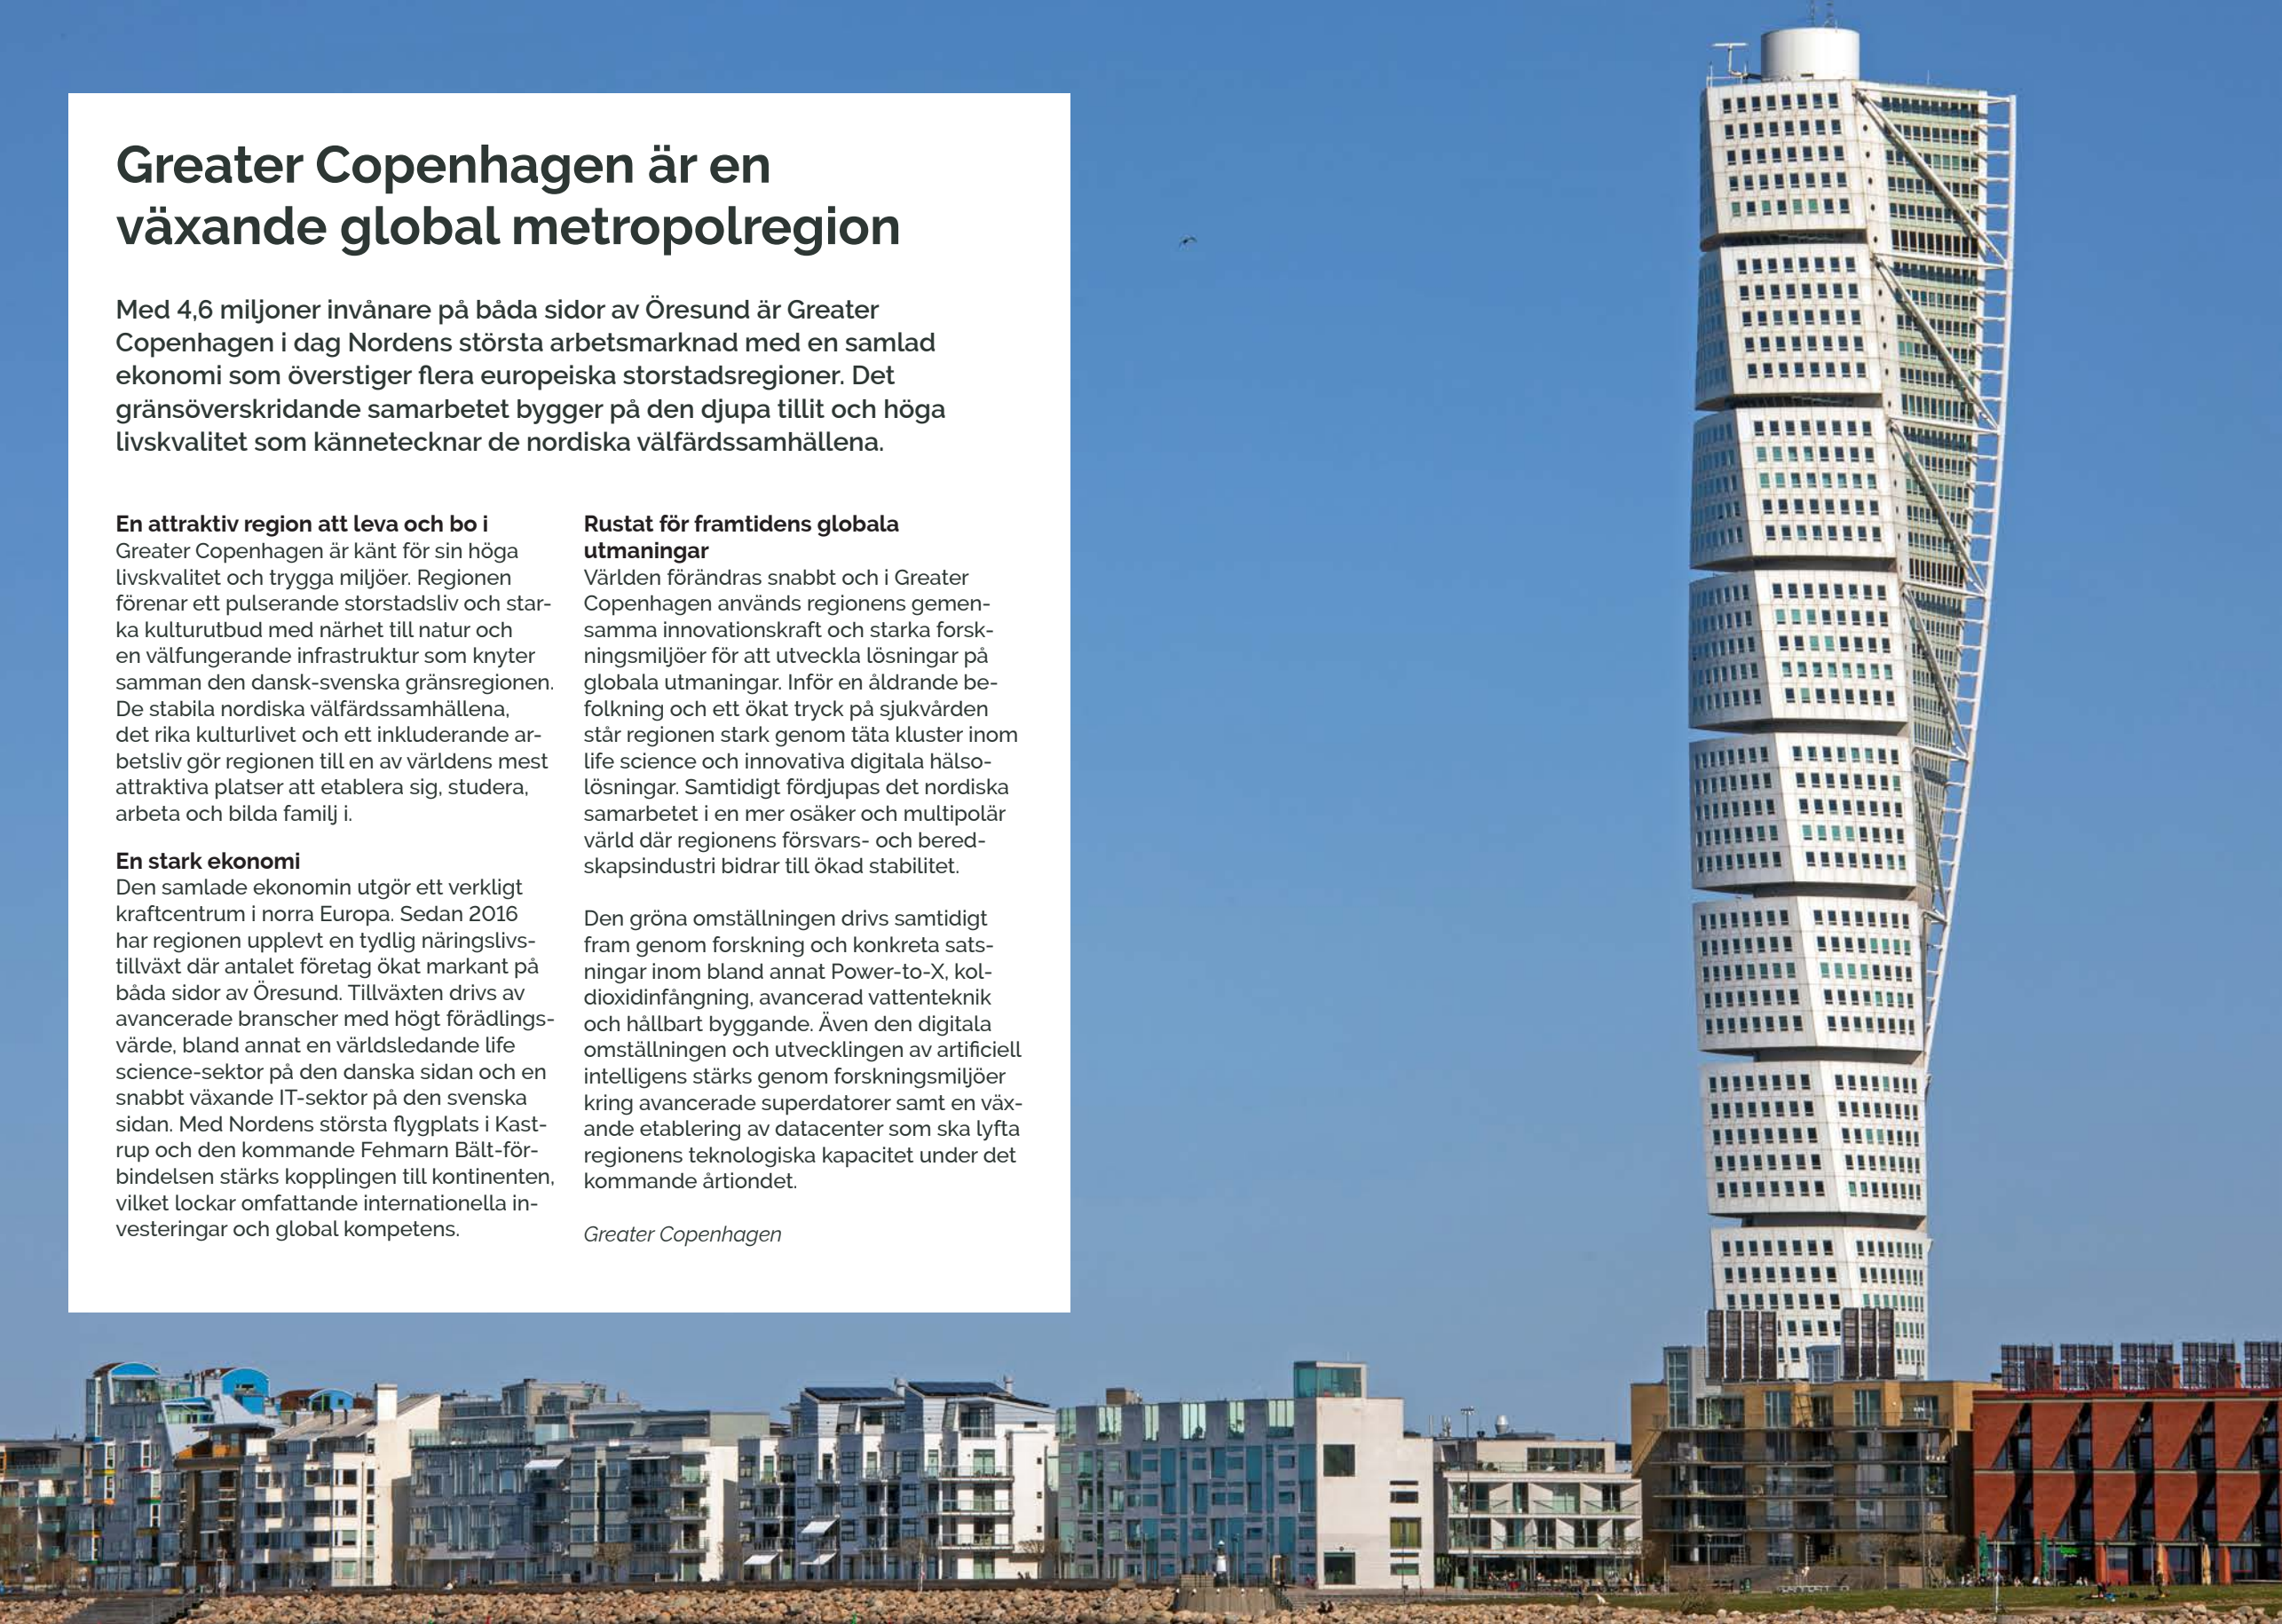 Greater Copenhagen är en
växande global metropolregion
Med 4,6 miljoner invånare på båda sidor av Öresund är Greater
Copenhagen i dag Nordens största arbetsmarknad med en samlad
ekonomi som överstiger flera europeiska storstadsregioner. Det
gränsöverskridande samarbetet bygger på den djupa tillit och höga
livskvalitet som kännetecknar de nordiska välfärdssamhällena.
En attraktiv region att leva och bo i
Greater Copenhagen är känt för sin höga
livskvalitet och trygga miljöer. Regionen
förenar ett pulserande storstadsliv och star-
ka kulturutbud med närhet till natur och
en välfungerande infrastruktur som knyter
samman den dansk-svenska gränsregionen.
De stabila nordiska välfärdssamhällena,
det rika kulturlivet och ett inkluderande ar-
betsliv gör regionen till en av världens mest
attraktiva platser att etablera sig, studera,
arbeta och bilda familj i.
En stark ekonomi
Den samlade ekonomin utgör ett verkligt
kraftcentrum i norra Europa. Sedan 2016
har regionen upplevt en tydlig näringslivs-
tillväxt där antalet företag ökat markant på
båda sidor av Öresund. Tillväxten drivs av
avancerade branscher med högt förädlings-
värde, bland annat en världsledande life
science-sektor på den danska sidan och en
snabbt växande IT-sektor på den svenska
sidan. Med Nordens största flygplats i Kast-
rup och den kommande Fehmarn Bält-för-
bindelsen stärks kopplingen till kontinenten,
vilket lockar omfattande internationella in-
vesteringar och global kompetens.
Rustat för framtidens globala
utmaningar
Världen förändras snabbt och i Greater
Copenhagen används regionens gemen-
samma innovationskraft och starka forsk-
ningsmiljöer för att utveckla lösningar på
globala utmaningar. Inför en åldrande be-
folkning och ett ökat tryck på sjukvården
står regionen stark genom täta kluster inom
life science och innovativa digitala hälso-
lösningar. Samtidigt fördjupas det nordiska
samarbetet i en mer osäker och multipolär
värld där regionens försvars- och bered-
skapsindustri bidrar till ökad stabilitet.
Den gröna omställningen drivs samtidigt
fram genom forskning och konkreta sats-
ningar inom bland annat Power-to-X, kol-
dioxidinfångning, avancerad vattenteknik
och hållbart byggande. Även den digitala
omställningen och utvecklingen av artificiell
intelligens stärks genom forskningsmiljöer
kring avancerade superdatorer samt en väx-
ande etablering av datacenter som ska lyfta
regionens teknologiska kapacitet under det
kommande årtiondet.
Greater Copenhagen